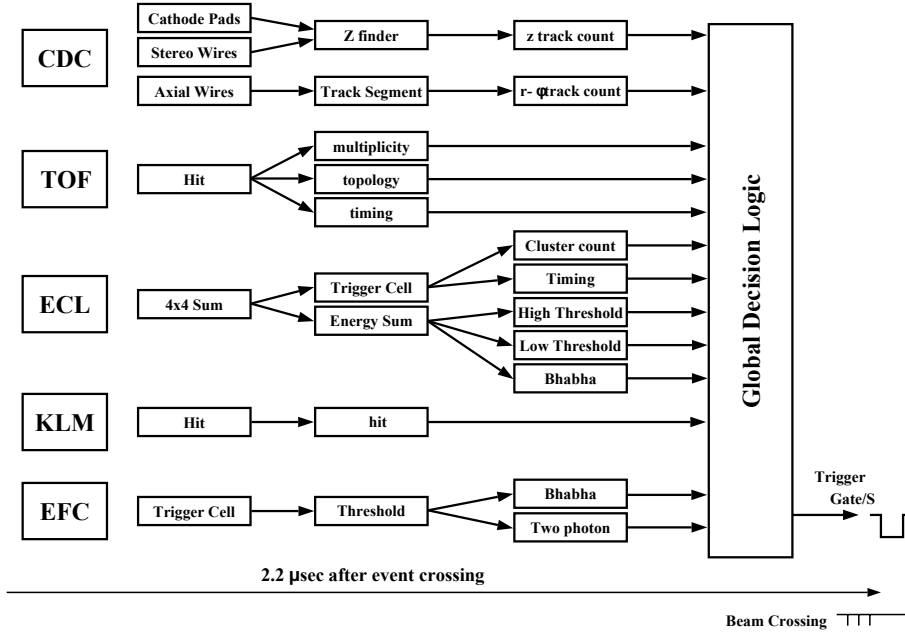 CDC
Cathode Pads
Stereo Wires
Z finder
z track count
Axial Wires
Track Segment
r- φtrack count
TOF
Hit
multiplicity
topology
timing
ECL
4x4 Sum
Trigger Cell
Energy Sum
Cluster count
Timing
High Threshold
Low Threshold
Bhabha
KLM
Hit
hit
EFC
Trigger Cell
Threshold
Bhabha
Two photon
Global Decision Logic
Trigger
Gate/S
2.2 μsec after event crossing
Beam Crossing